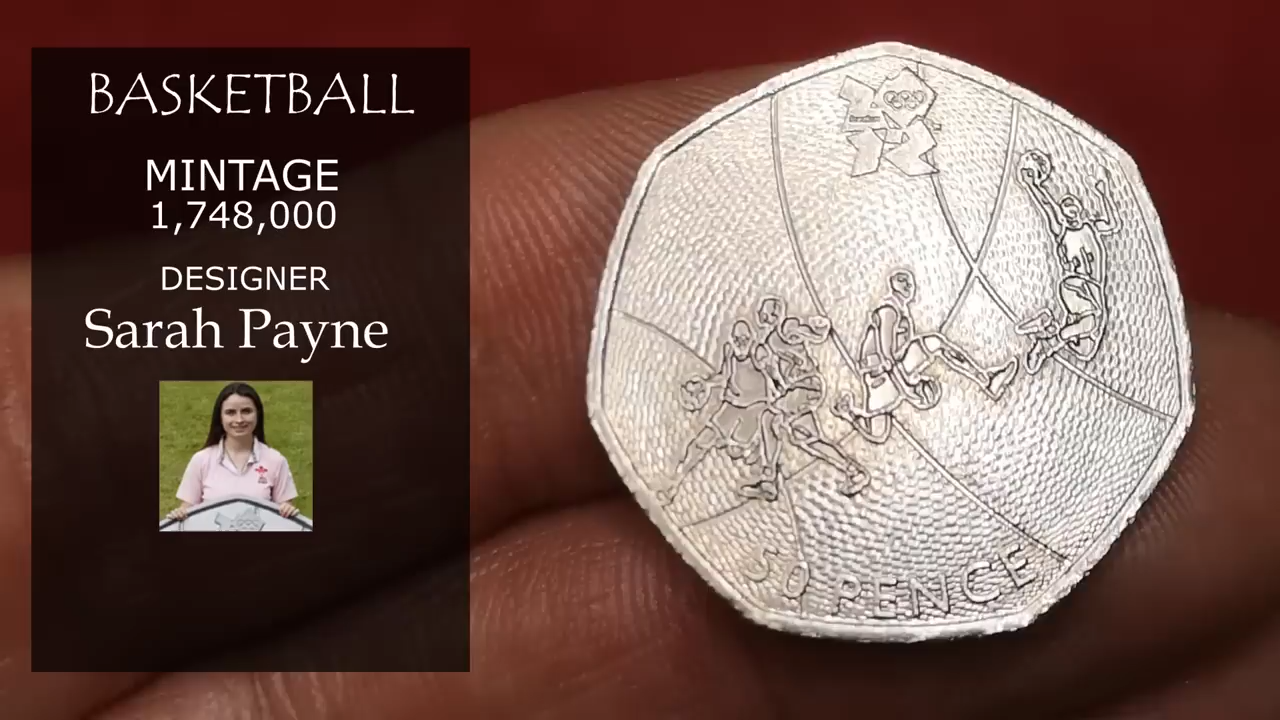 BASKETBALL
MINTAGE
1,748,000
DESIGNER
Sarah Payne
50 PENCE